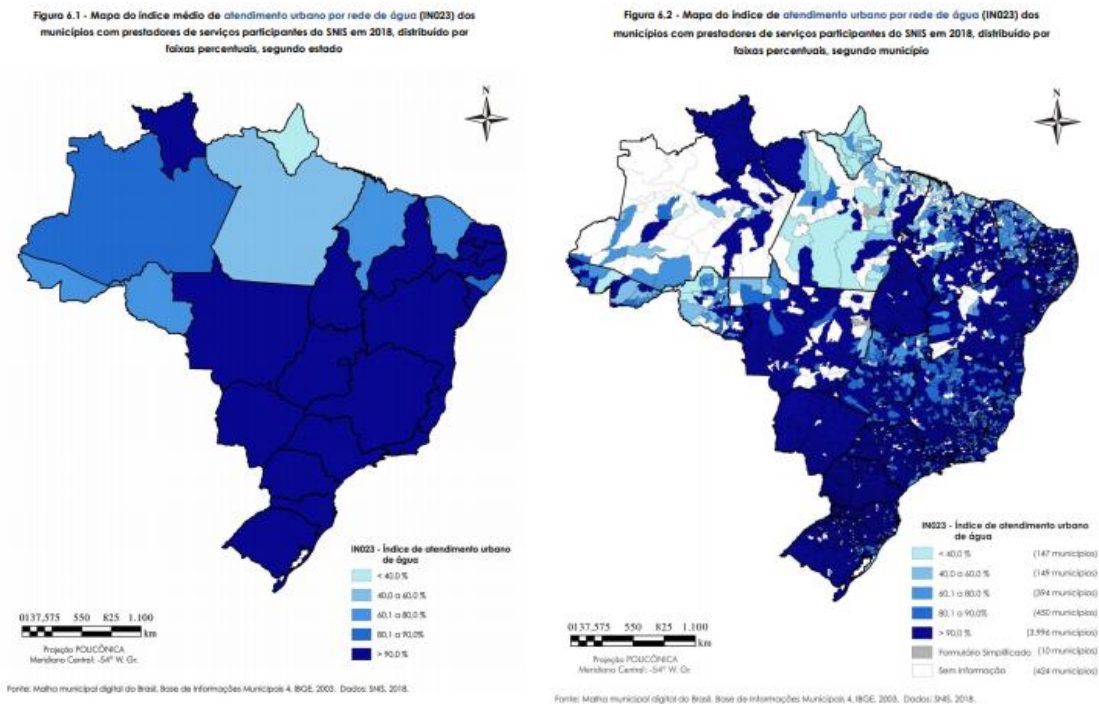 Figura 6.1 - Mapa do índice médio de atendimento urbano por rede de água (IN023) dos
municípios com prestadores de serviços participantes do SNIS em 2018, distribuído por
faixas percentuais, segundo estado
N
IN023 - Índice de atendimento urbano
de água
< 40,0 %
40,0 a 60,0 %
60,1 a 80,0 %
80,1 a 90,0%
> 90,0 %
0137,575 550 825 1.100
km
Projeção POLICÔNICA
Meridiano Central: -54° W. Gr.
Fonte: Malha municipal digital do Brasil, Base de Informações Municipais 4, IBGE, 2003. Dados: SNIS, 2018.
Figura 6.2 - Mapa do índice de atendimento urbano por rede de água (IN023) dos
municípios com prestadores de serviços participantes do SNIS em 2018, distribuído por
faixas percentuais, segundo município
N
IN023 - Índice de atendimento urbano
de água
< 40,0 % (147 municípios)
40,0 a 60,0 % (149 municípios)
60,1 a 80,0 % (394 municípios)
80,1 a 90,0% (450 municípios)
> 90,0 % (3.996 municípios)
Formulário Simplificado (10 municípios)
Sem Informação (424 municípios)
0137,575 550 825 1.100
km
Projeção POLICÔNICA
Meridiano Central: -54° W. Gr.
Fonte: Malha municipal digital do Brasil, Base de Informações Municipais 4, IBGE, 2003. Dados: SNIS, 2018.